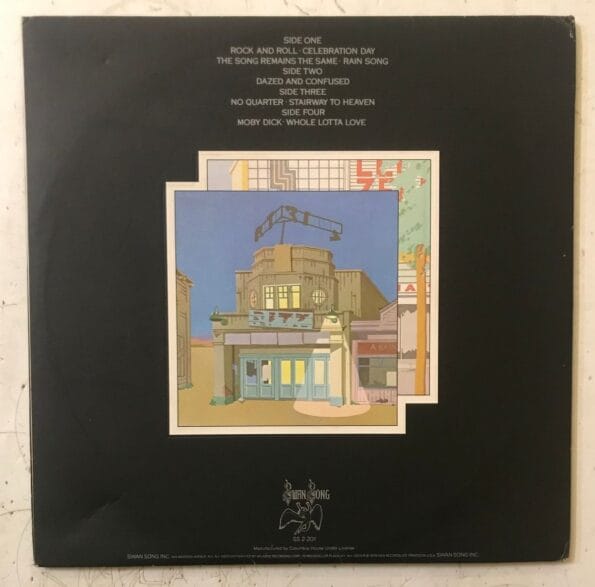 SIDE ONE
ROCK AND ROLL · CELEBRATION DAY
THE SONG REMAINS THE SAME · RAIN SONG
SIDE TWO
DAZED AND CONFUSED
SIDE THREE
NO QUARTER · STAIRWAY TO HEAVEN
SIDE FOUR
MOBY DICK · WHOLE LOTTA LOVE
RITZ
SWAN SONG
SS 2-201
Manufactured by Columbia House Under License
SWAN SONG INC.
SWAN SONG INC.